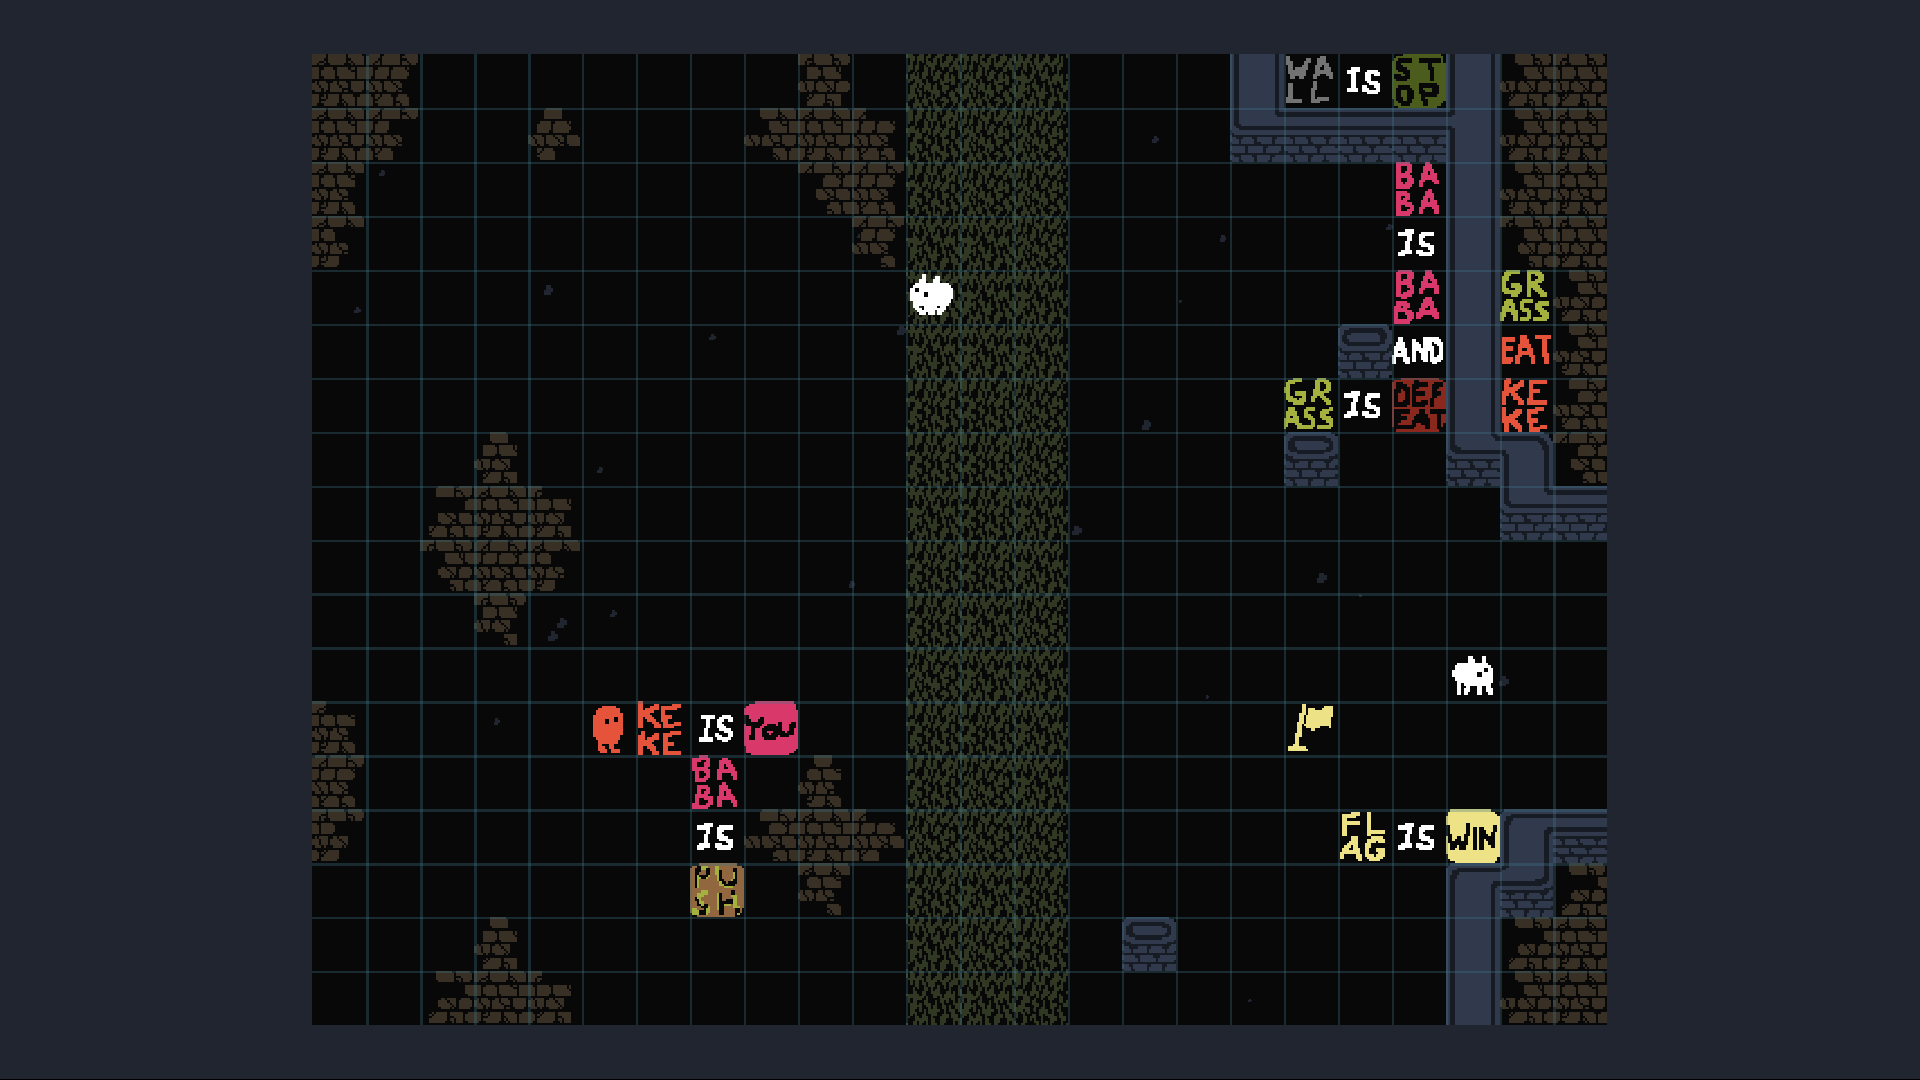 WALL IS STOP
BABA
IS
BABA GRASS
AND EAT
GRASS IS DEFEAT KEKE
KEKE IS YOU
BABA
IS FLAG IS WIN
PUSH